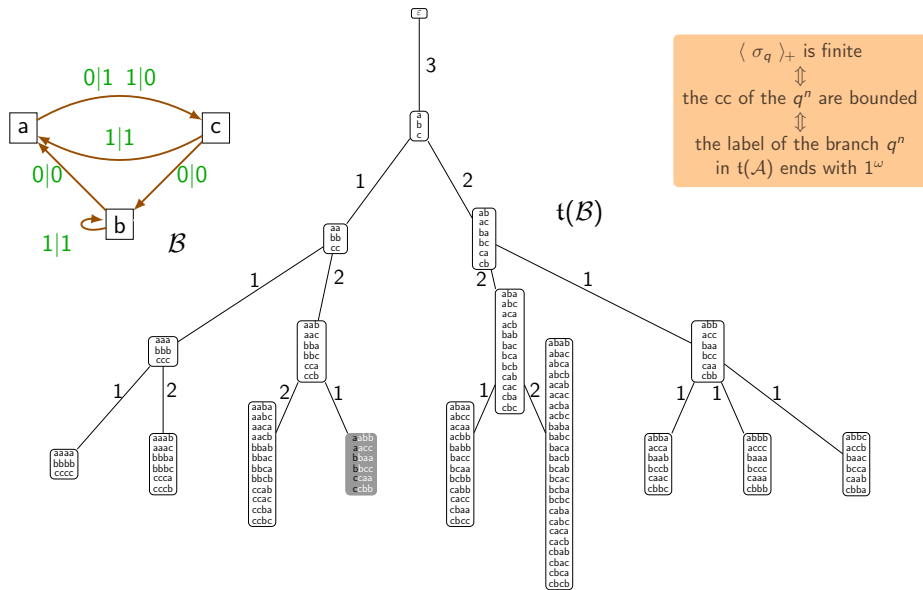 ε
3
⟨ σ_q ⟩₊ is finite
⇕
the cc of the qⁿ are bounded
⇕
the label of the branch qⁿ
in 𝔱(𝒜) ends with 1^ω
0|1 1|0
a
c
1|1
0|0
0|0
b
1|1
ℬ
a
b
c
1
2
𝔱(ℬ)
aa
bb
cc
ab
ac
ba
bc
ca
cb
1
2
2
1
aaa
bbb
ccc
aab
aac
bba
bbc
cca
ccb
aba
abc
aca
acb
bab
bac
bca
bcb
cab
cac
cba
cbc
abb
acc
baa
bcc
caa
cbb
1
2
2
1
1
2
1
1
1
aaaa
bbbb
cccc
aaab
aaac
bbba
bbbc
ccca
cccb
aaba
aabc
aaca
aacb
bbab
bbac
bbca
bbcb
ccab
ccac
ccba
ccbc
aabb
aacc
bbaa
bbcc
ccaa
ccbb
abaa
abcc
acaa
acbb
babb
bacc
bcaa
bcbb
cabb
cacc
cbaa
cbcc
abab
abac
abca
abcb
acab
acac
acba
acbc
baba
babc
baca
bacb
bcab
bcac
bcba
bcbc
caba
cabc
caca
cacb
cbab
cbac
cbca
cbcb
abba
acca
baab
bccb
caac
cbbc
abbb
accc
baaa
bccc
caaa
cbbb
abbc
accb
baac
bcca
caab
cbba